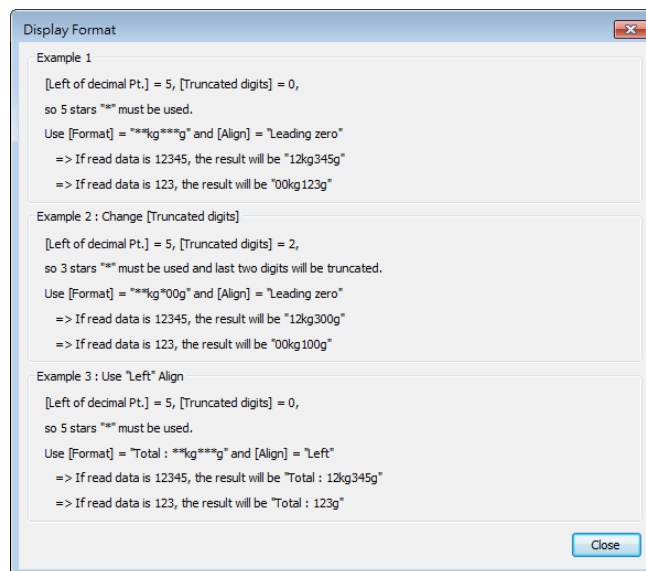 Display Format
Example 1
[Left of decimal Pt.] = 5, [Truncated digits] = 0,
so 5 stars "*" must be used.
Use [Format] = "**kg***g" and [Align] = "Leading zero"
=> If read data is 12345, the result will be "12kg345g"
=> If read data is 123, the result will be "00kg123g"
Example 2 : Change [Truncated digits]
[Left of decimal Pt.] = 5, [Truncated digits] = 2,
so 3 stars "*" must be used and last two digits will be truncated.
Use [Format] = "**kg*00g" and [Align] = "Leading zero"
=> If read data is 12345, the result will be "12kg300g"
=> If read data is 123, the result will be "00kg100g"
Example 3 : Use "Left" Align
[Left of decimal Pt.] = 5, [Truncated digits] = 0,
so 5 stars "*" must be used.
Use [Format] = "Total : **kg***g" and [Align] = "Left"
=> If read data is 12345, the result will be "Total : 12kg345g"
=> If read data is 123, the result will be "Total : 123g"
Close